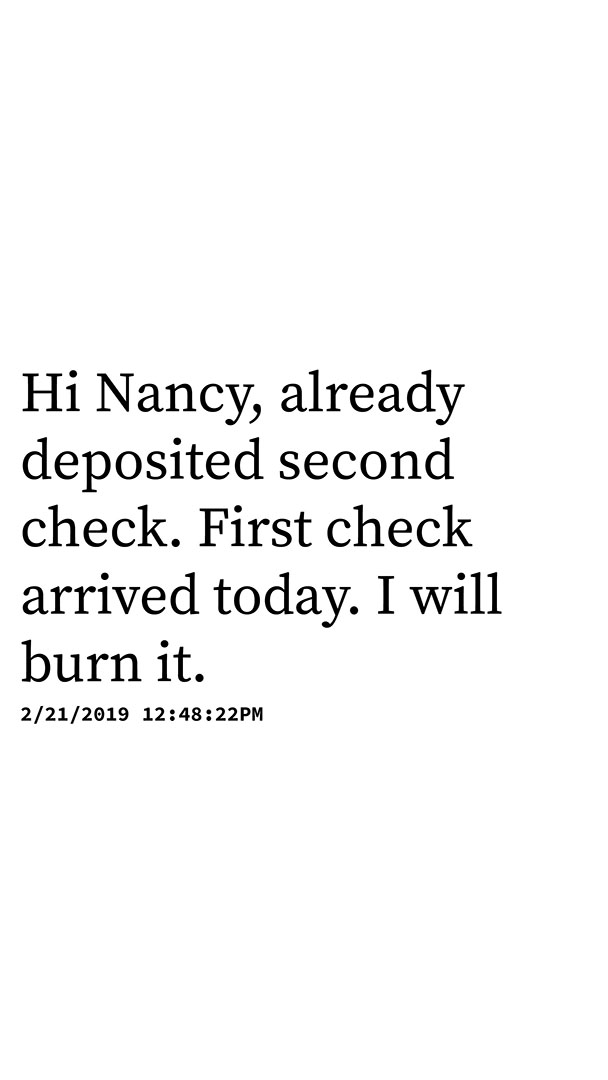 Hi Nancy, already
deposited second
check. First check
arrived today. I will
burn it.
2/21/2019 12:48:22PM